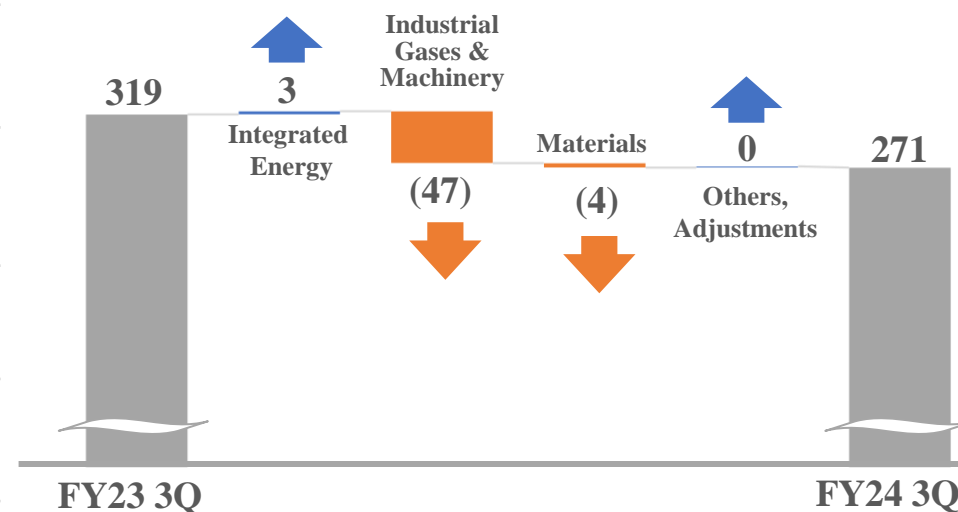 319
3
Integrated
Energy
Industrial
Gases &
Machinery
(47)
Materials
(4)
0
Others,
Adjustments
271
FY23 3Q
FY24 3Q